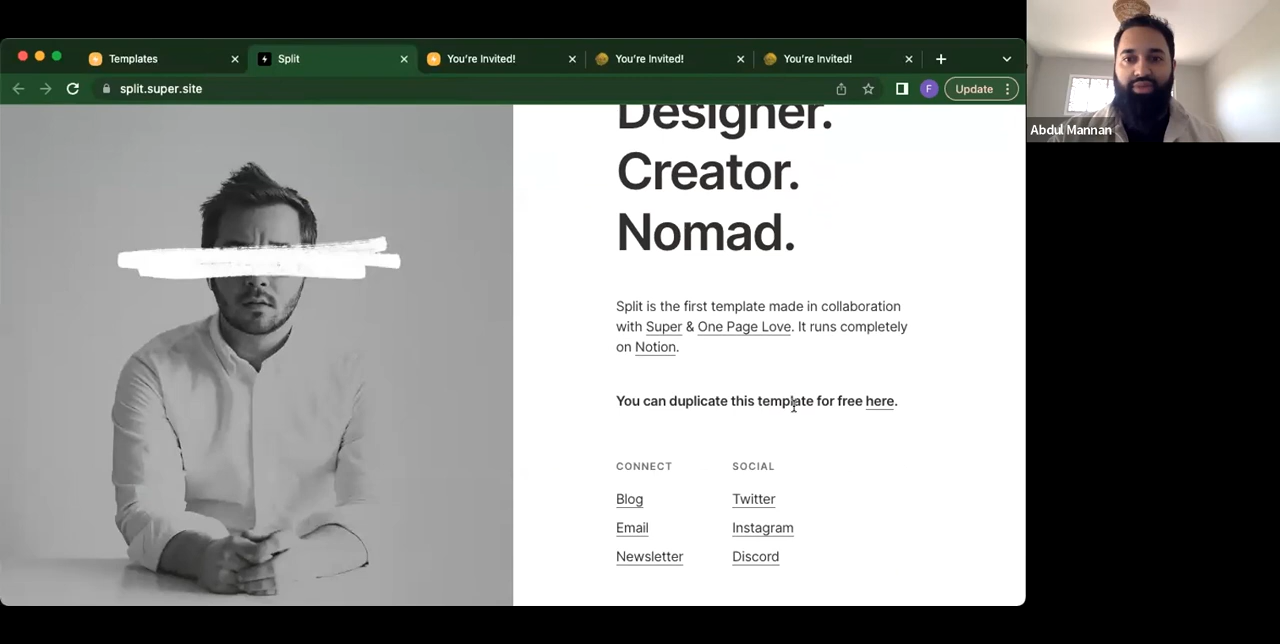 Templates
Split
You're Invited!
You're Invited!
You're Invited!
split.super.site
F
Update
Abdul Mannan
Designer.
Creator.
Nomad.
Split is the first template made in collaboration
with Super & One Page Love. It runs completely
on Notion.
You can duplicate this template for free here.
CONNECT
SOCIAL
Blog
Twitter
Email
Instagram
Newsletter
Discord